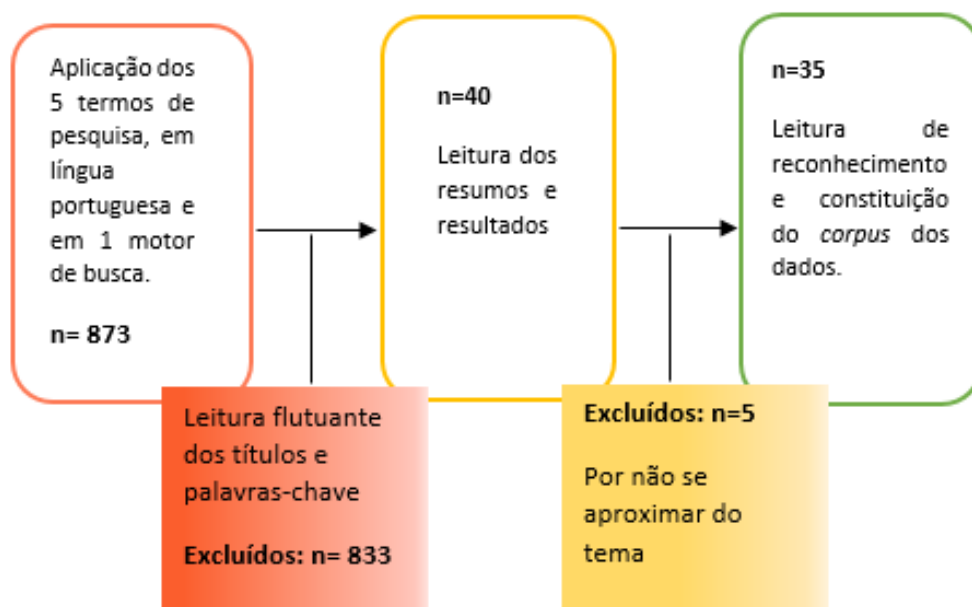 Aplicação dos
5 termos de
pesquisa, em
língua
portuguesa e
em 1 motor
de busca.
n= 873
Leitura flutuante
dos títulos e
palavras-chave
Excluídos: n= 833
n=40
Leitura dos
resumos e
resultados
Excluídos: n=5
Por não se
aproximar do
tema
n=35
Leitura de
reconhecimento
e constituição
do corpus dos
dados.